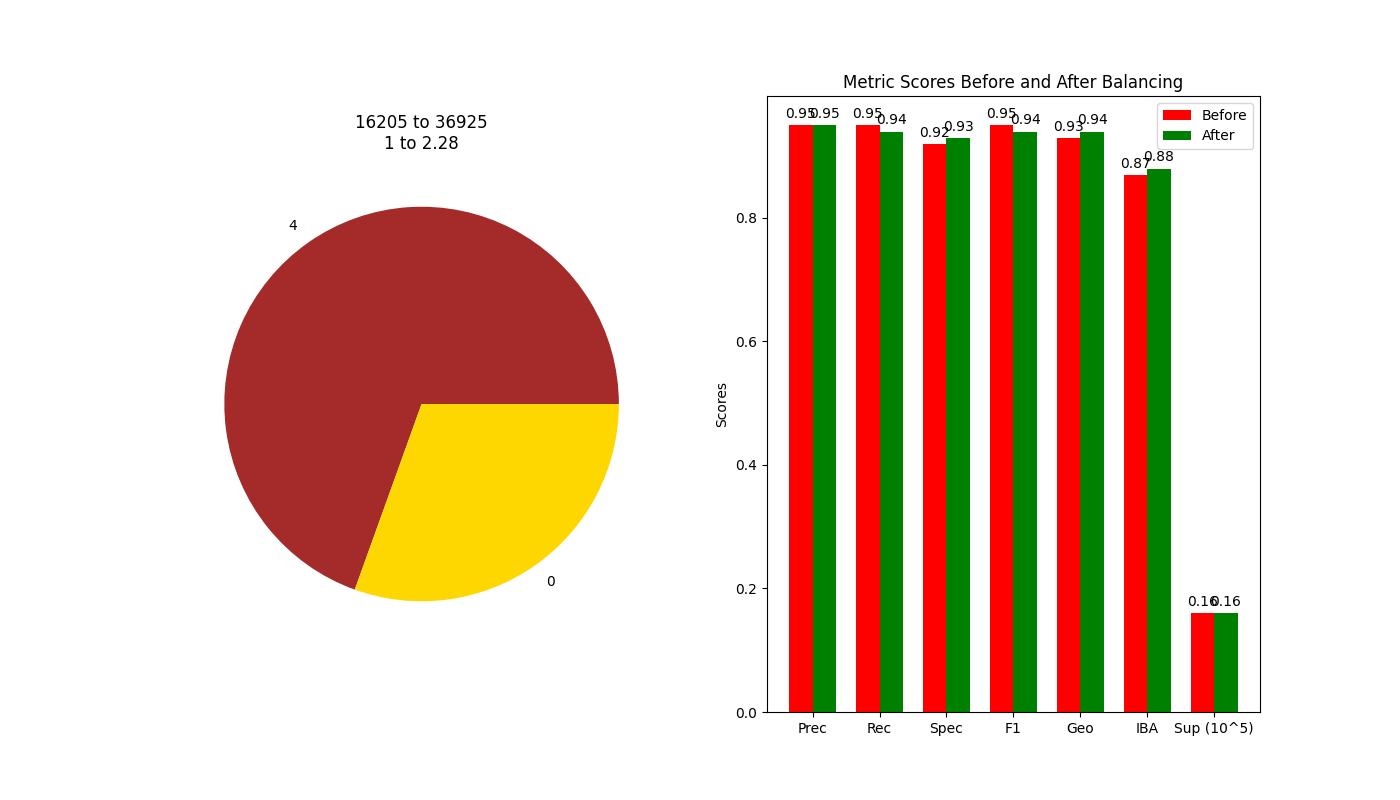 16205 to 36925
1 to 2.28
4
0
Metric Scores Before and After Balancing
Before
After
0.95 0.95 0.95 0.94 0.92 0.93 0.95 0.94 0.93 0.94 0.87 0.88 0.16 0.16
Scores
0.8
0.6
0.4
0.2
0.0
Prec Rec Spec F1 Geo IBA Sup (10^5)